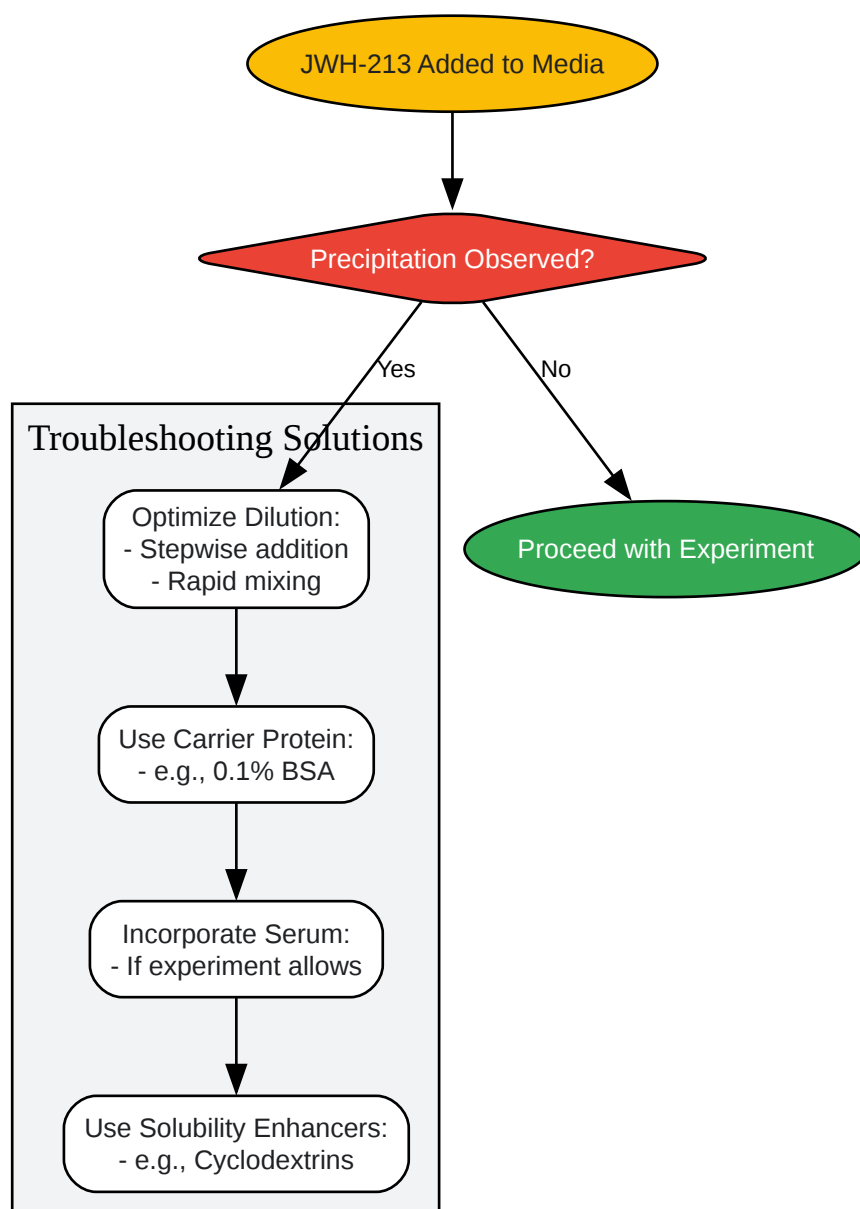 JWH-213 Added to Media
Precipitation Observed?
Yes
No
Troubleshooting Solutions
Optimize Dilution:
- Stepwise addition
- Rapid mixing
Proceed with Experiment
Use Carrier Protein:
- e.g., 0.1% BSA
Incorporate Serum:
- If experiment allows
Use Solubility Enhancers:
- e.g., Cyclodextrins